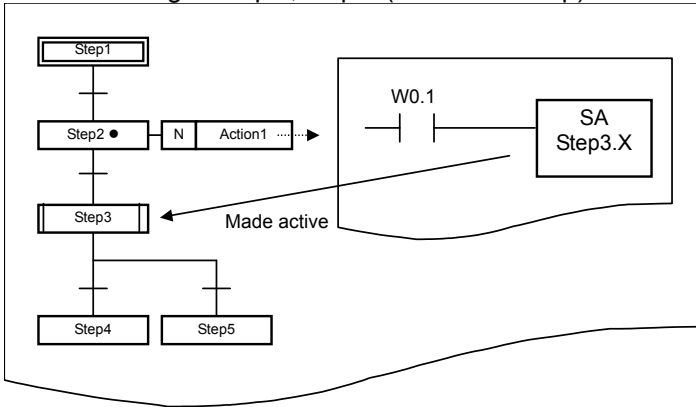 Step1
W0.1
SA
Step3.X
Step2 ● N Action1
Step3
Made active
Step4 Step5